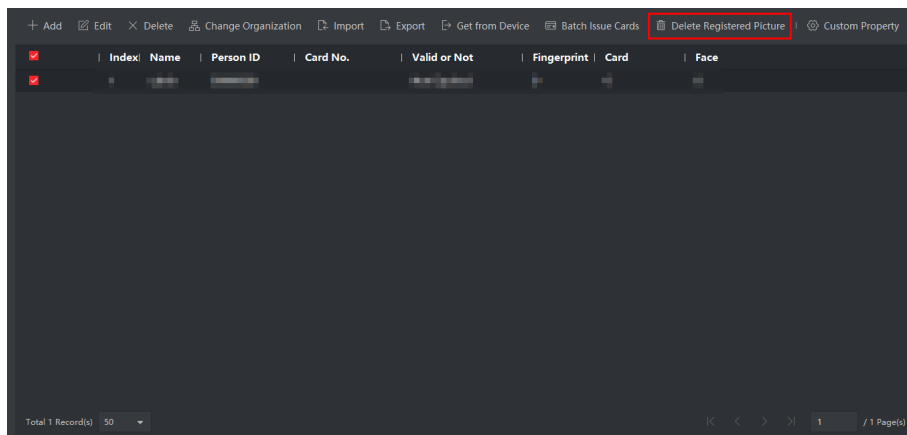 Add Edit Delete Change Organization Import Export Get from Device Batch Issue Cards Delete Registered Picture Custom Property
Index Name Person ID Card No. Valid or Not Fingerprint Card Face
Total 1 Record(s) 50 1 / 1 Page(s)